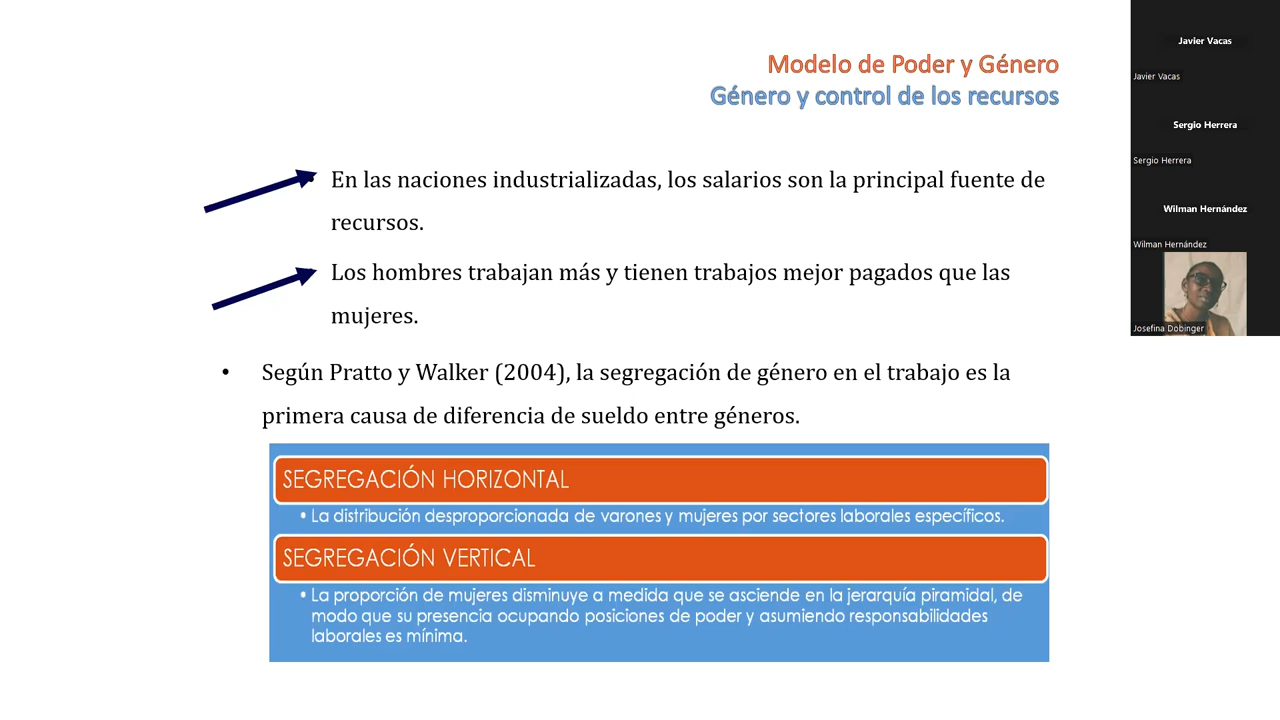 Modelo de Poder y Género
Género y control de los recursos
En las naciones industrializadas, los salarios son la principal fuente de
recursos.
Los hombres trabajan más y tienen trabajos mejor pagados que las
mujeres.
• Según Pratto y Walker (2004), la segregación de género en el trabajo es la
primera causa de diferencia de sueldo entre géneros.
SEGREGACIÓN HORIZONTAL
• La distribución desproporcionada de varones y mujeres por sectores laborales específicos.
SEGREGACIÓN VERTICAL
• La proporción de mujeres disminuye a medida que se asciende en la jerarquía piramidal, de
modo que su presencia ocupando posiciones de poder y asumiendo responsabilidades
laborales es mínima.
Javier Vacas
Javier Vacas
Sergio Herrera
Sergio Herrera
Wilman Hernández
Wilman Hernández
Josefina Dobinger